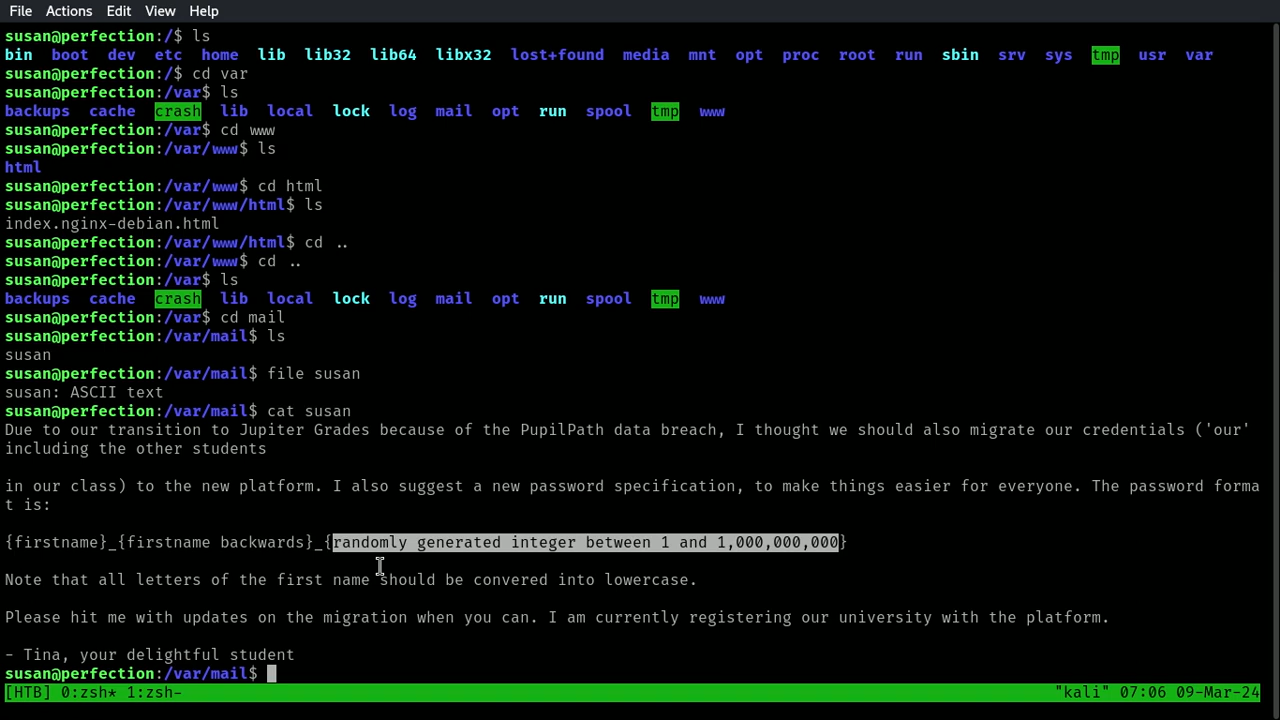 File Actions Edit View Help
susan@perfection:/$ ls
bin boot dev etc home lib lib32 lib64 libx32 lost+found media mnt opt proc root run sbin srv sys tmp usr var
susan@perfection:/$ cd var
susan@perfection:/var$ ls
backups cache crash lib local lock log mail opt run spool tmp www
susan@perfection:/var$ cd www
susan@perfection:/var/www$ ls
html
susan@perfection:/var/www$ cd html
susan@perfection:/var/www/html$ ls
index.nginx-debian.html
susan@perfection:/var/www/html$ cd ..
susan@perfection:/var/www$ cd ..
susan@perfection:/var$ ls
backups cache crash lib local lock log mail opt run spool tmp www
susan@perfection:/var$ cd mail
susan@perfection:/var/mail$ ls
susan
susan@perfection:/var/mail$ file susan
susan: ASCII text
susan@perfection:/var/mail$ cat susan
Due to our transition to Jupiter Grades because of the PupilPath data breach, I thought we should also migrate our credentials ('our'
including the other students
in our class) to the new platform. I also suggest a new password specification, to make things easier for everyone. The password forma
t is:
{firstname}_{firstname backwards}_{randomly generated integer between 1 and 1,000,000,000}
Note that all letters of the first name should be convered into lowercase.
Please hit me with updates on the migration when you can. I am currently registering our university with the platform.
- Tina, your delightful student
susan@perfection:/var/mail$
[HTB] 0:zsh* 1:zsh- "kali" 07:06 09-Mar-24